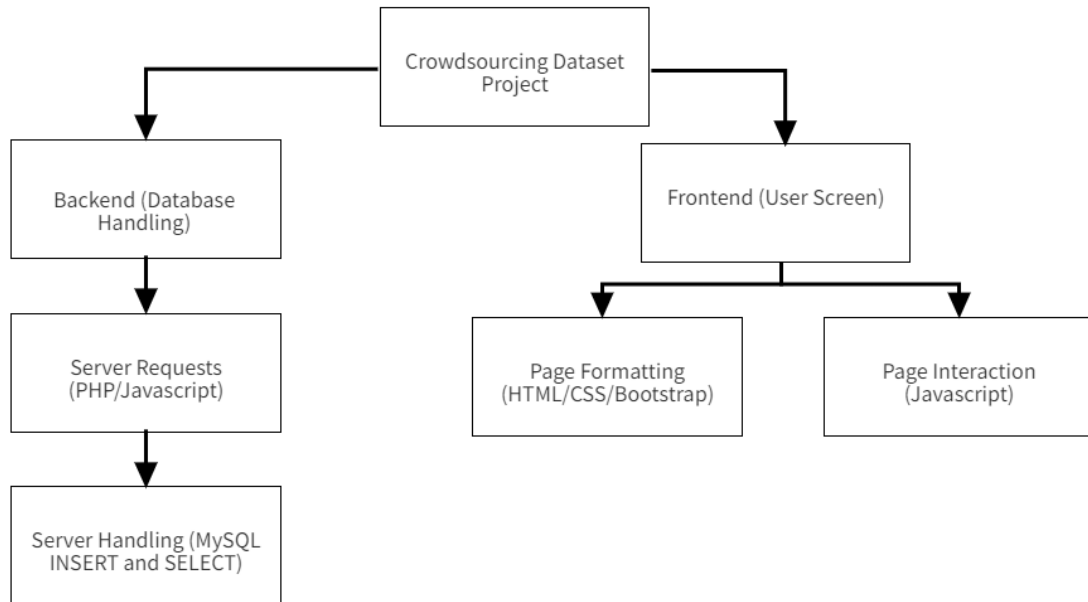 Crowdsourcing Dataset
Project
Backend (Database
Handling)
Frontend (User Screen)
Server Requests
(PHP/Javascript)
Page Formatting
(HTML/CSS/Bootstrap)
Page Interaction
(Javascript)
Server Handling (MySQL
INSERT and SELECT)